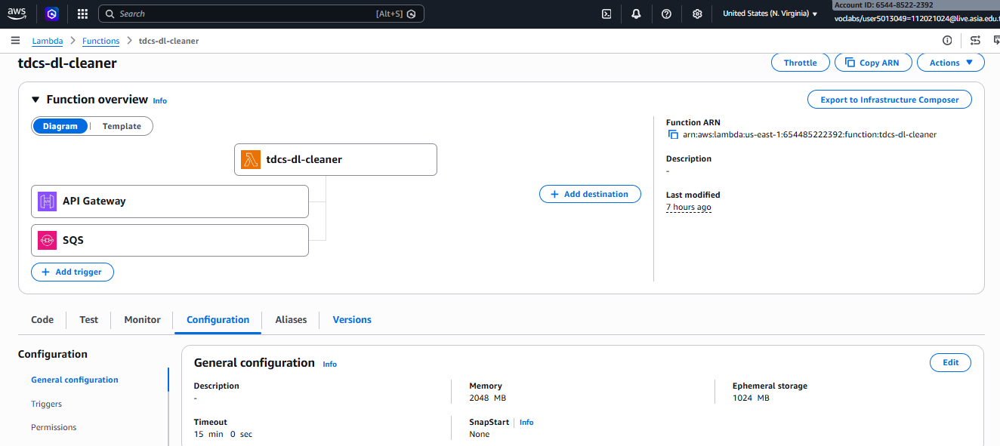 aws
Search
[Alt+S]
United States (N. Virginia)
Account ID: 6544-8522-2392
voclabs/user5013049=112021024@live.asia.edu.
Lambda
Functions
tdcs-dl-cleaner
tdcs-dl-cleaner
Throttle
Copy ARN
Actions
Function overview Info
Export to Infrastructure Composer
Diagram
Template
tdcs-dl-cleaner
API Gateway
SQS
+ Add trigger
+ Add destination
Function ARN
arn:aws:lambda:us-east-1:654485222392:function:tdcs-dl-cleaner
Description
-
Last modified
7 hours ago
Code
Test
Monitor
Configuration
Aliases
Versions
Configuration
General configuration
Triggers
Permissions
General configuration Info
Edit
Description
-
Memory
2048 MB
Ephemeral storage
1024 MB
Timeout
15 min 0 sec
SnapStart Info
None